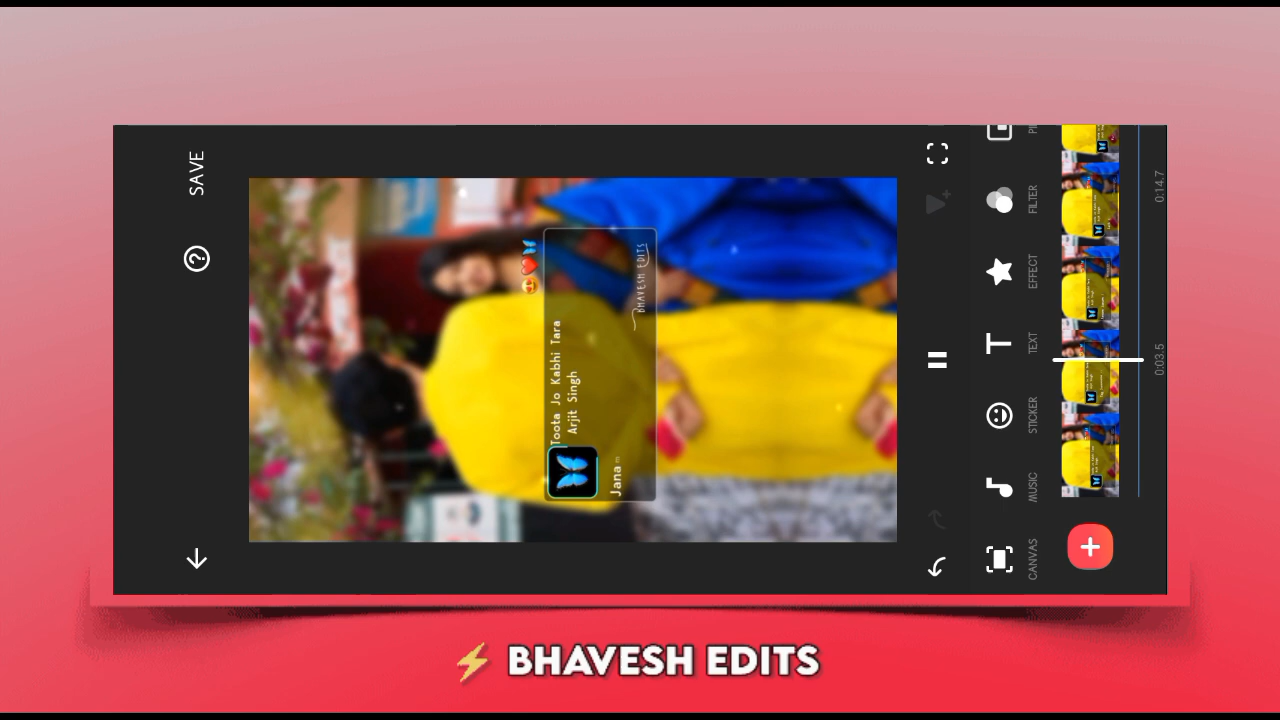 SAVE
🥰❤️🦋
Toota Jo Kabhi Tara
Arjit Singh
BHAVESH EDITS
Jana
CANVAS
MUSIC
STICKER
TEXT
EFFECT
FILTER
0:03.5
0:14.7
⚡ BHAVESH EDITS